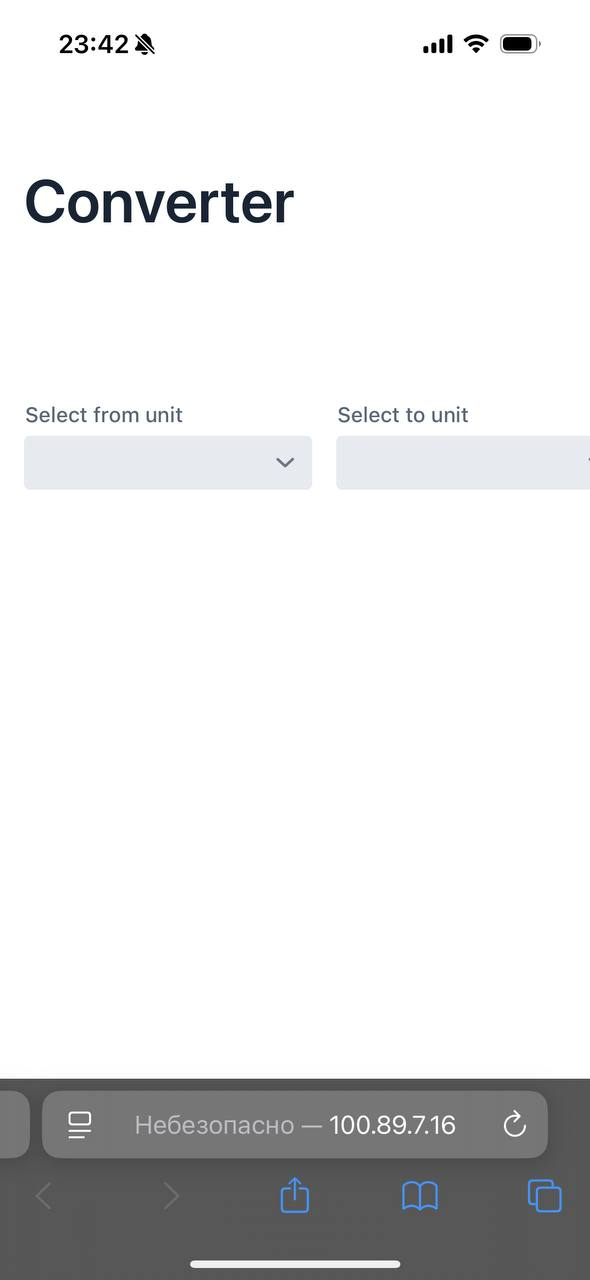 23:42
Converter
Select from unit
Select to unit
Небезопасно — 100.89.7.16